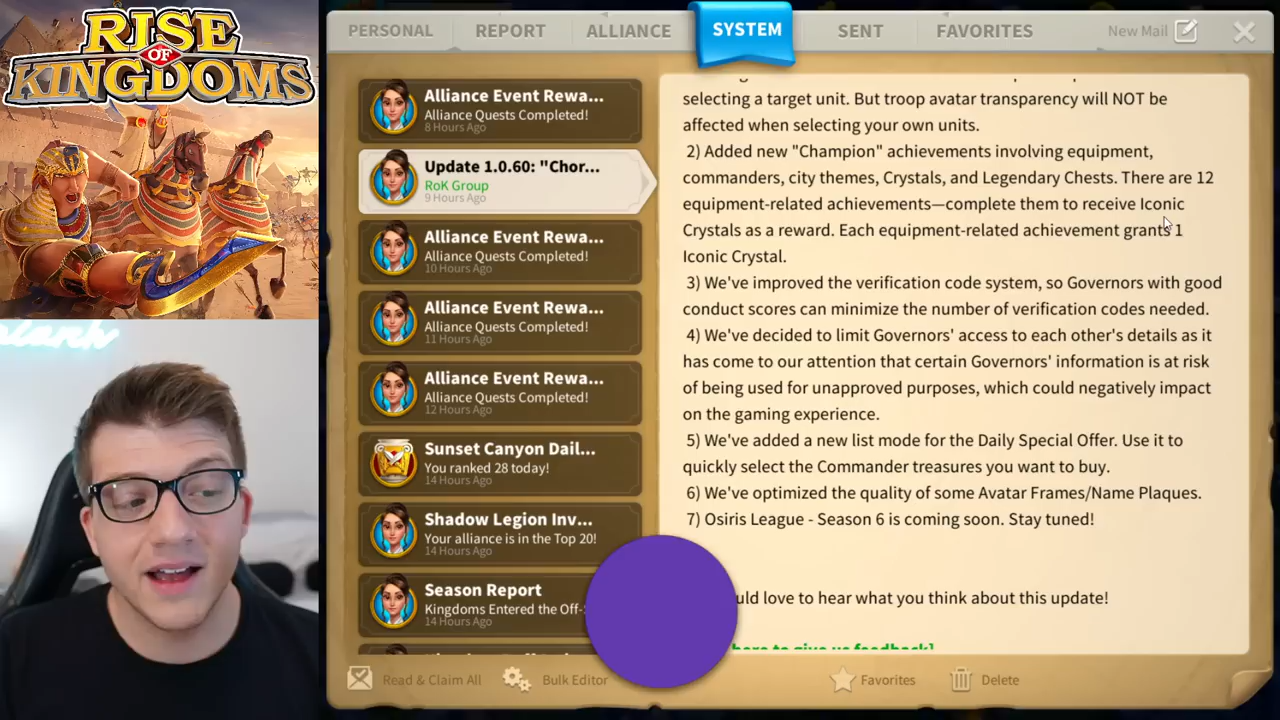 RISE
OF
KINGDOMS
PERSONAL
REPORT
ALLIANCE
SYSTEM
SENT
FAVORITES
New Mail
Alliance Event Rewa...
Alliance Quests Completed!
8 Hours Ago
Update 1.0.60: "Chor...
RoK Group
9 Hours Ago
Alliance Event Rewa...
Alliance Quests Completed!
10 Hours Ago
Alliance Event Rewa...
Alliance Quests Completed!
11 Hours Ago
Alliance Event Rewa...
Alliance Quests Completed!
12 Hours Ago
Sunset Canyon Dail...
You ranked 28 today!
14 Hours Ago
Shadow Legion Inv...
Your alliance is in the Top 20!
14 Hours Ago
Season Report
Kingdoms Entered the Off-
14 Hours Ago
selecting a target unit. But troop avatar transparency will NOT be
affected when selecting your own units.
2) Added new "Champion" achievements involving equipment,
commanders, city themes, Crystals, and Legendary Chests. There are 12
equipment-related achievements—complete them to receive Iconic
Crystals as a reward. Each equipment-related achievement grants 1
Iconic Crystal.
3) We've improved the verification code system, so Governors with good
conduct scores can minimize the number of verification codes needed.
4) We've decided to limit Governors' access to each other's details as it
has come to our attention that certain Governors' information is at risk
of being used for unapproved purposes, which could negatively impact
on the gaming experience.
5) We've added a new list mode for the Daily Special Offer. Use it to
quickly select the Commander treasures you want to buy.
6) We've optimized the quality of some Avatar Frames/Name Plaques.
7) Osiris League - Season 6 is coming soon. Stay tuned!
love to hear what you think about this update!
to give us feedback]
Read & Claim All
Bulk Editor
Favorites
Delete